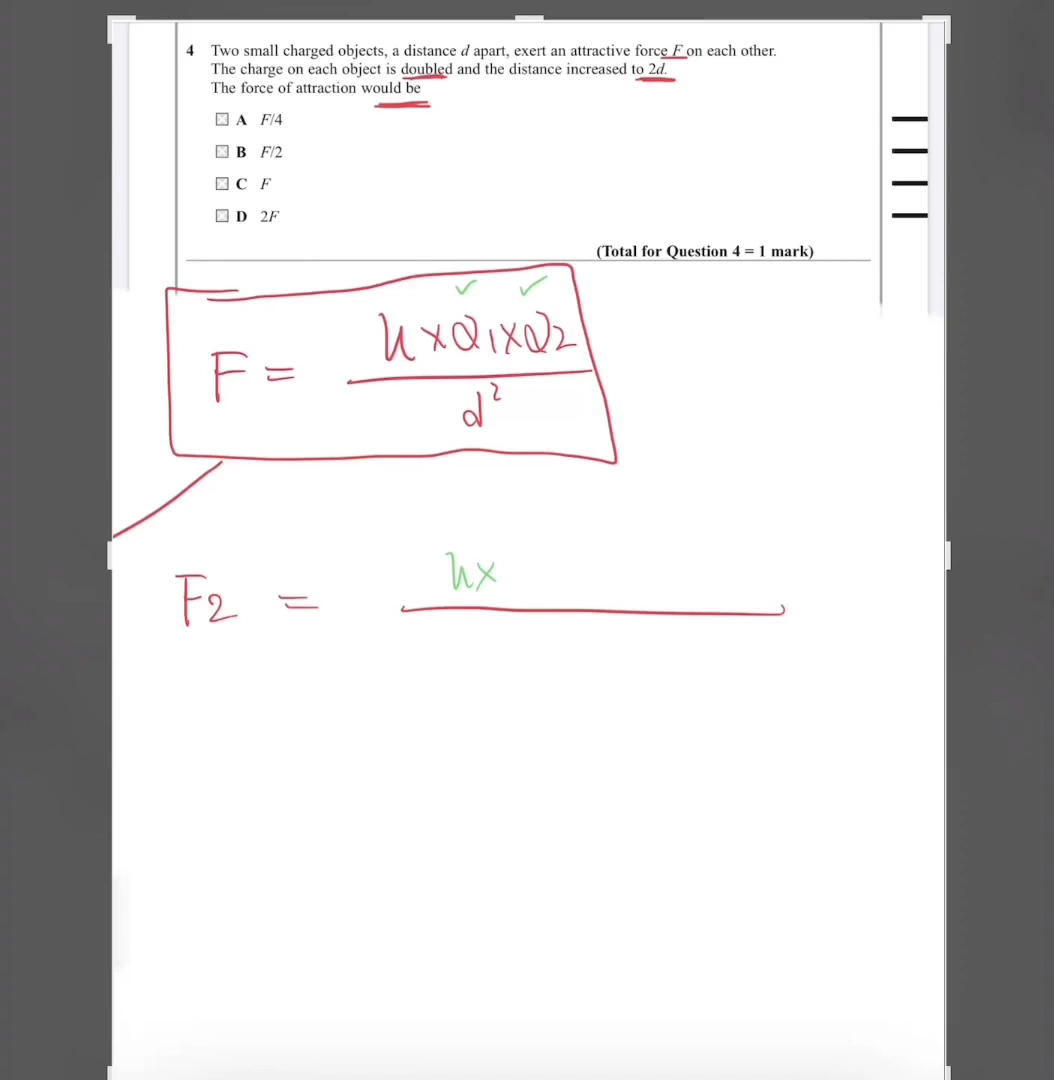 4 Two small charged objects, a distance d apart, exert an attractive force F on each other.
The charge on each object is doubled and the distance increased to 2d.
The force of attraction would be
A F/4
B F/2
C F
D 2F
(Total for Question 4 = 1 mark)
F = k×Q1×Q2
d²
F2 = k×